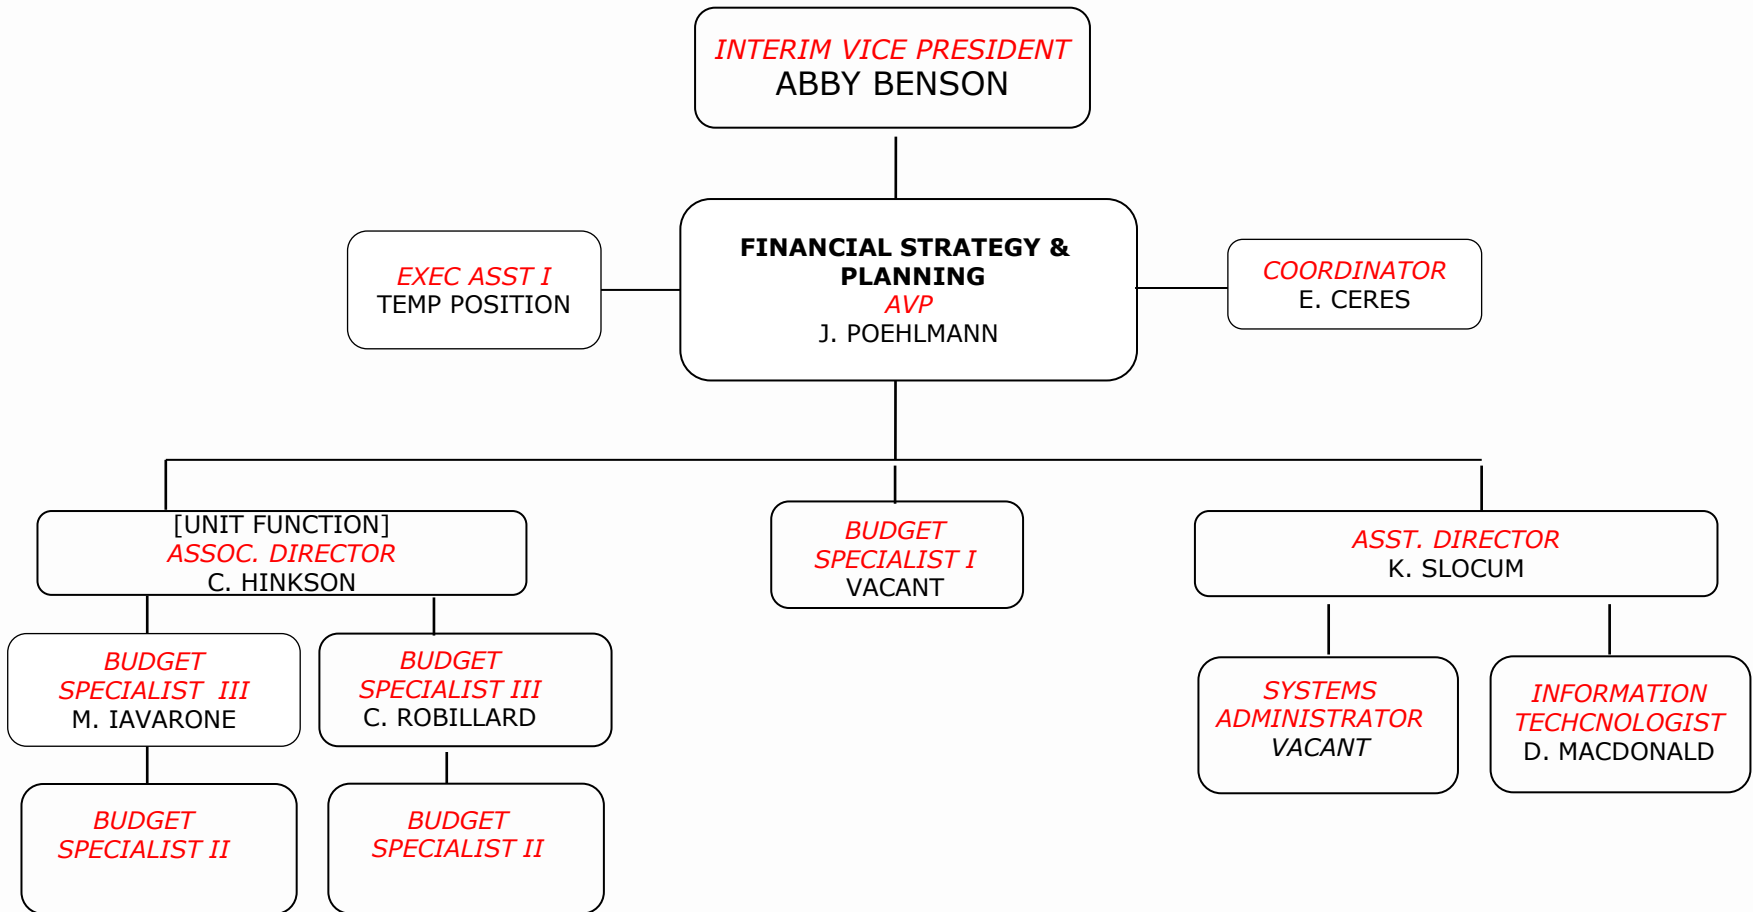 INTERIM VICE PRESIDENT
ABBY BENSON
FINANCIAL STRATEGY &
PLANNING
AVP
J. POEHLMANN
EXEC ASST I
TEMP POSITION
COORDINATOR
E. CERES
[UNIT FUNCTION]
ASSOC. DIRECTOR
C. HINKSON
BUDGET
SPECIALIST I
VACANT
ASST. DIRECTOR
K. SLOCUM
BUDGET
SPECIALIST  III
M. IAVARONE
BUDGET
SPECIALIST III
C. ROBILLARD
SYSTEMS
ADMINISTRATOR
VACANT
INFORMATION
TECHCNOLOGIST
D. MACDONALD
BUDGET
SPECIALIST II
BUDGET
SPECIALIST II